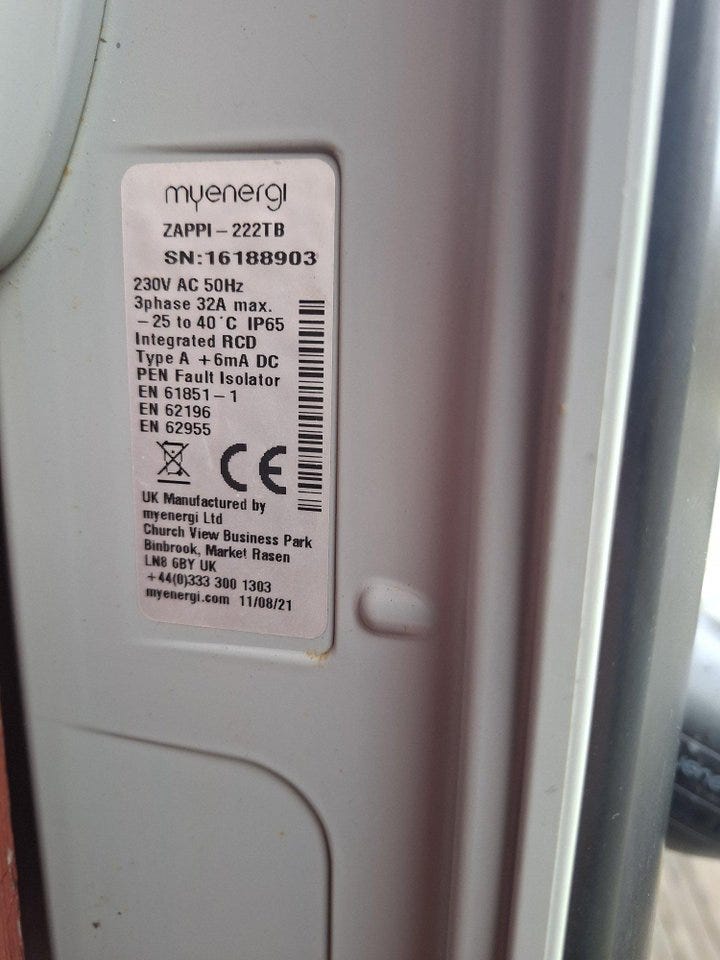 myenergi
ZAPPI-222TB
SN:16188903
230V AC 50Hz
3phase 32A max.
-25 to 40°C IP65
Integrated RCD
Type A +6mA DC
PEN Fault Isolator
EN 61851-1
EN 62196
EN 62955
CE
UK Manufactured by
myenergi Ltd
Church View Business Park
Binbrook, Market Rasen
LN8 6BY UK
+44(0)333 300 1303
myenergi.com 11/08/21